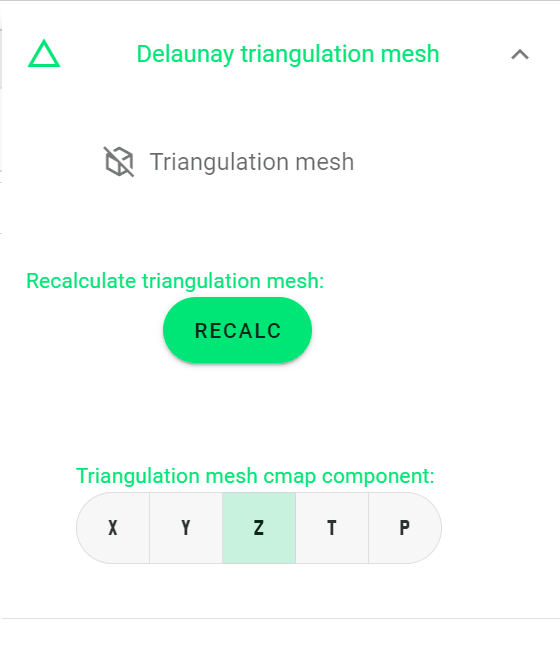 Delaunay triangulation mesh
Triangulation mesh
Recalculate triangulation mesh:
RECALC
Triangulation mesh cmap component:
X Y Z T P